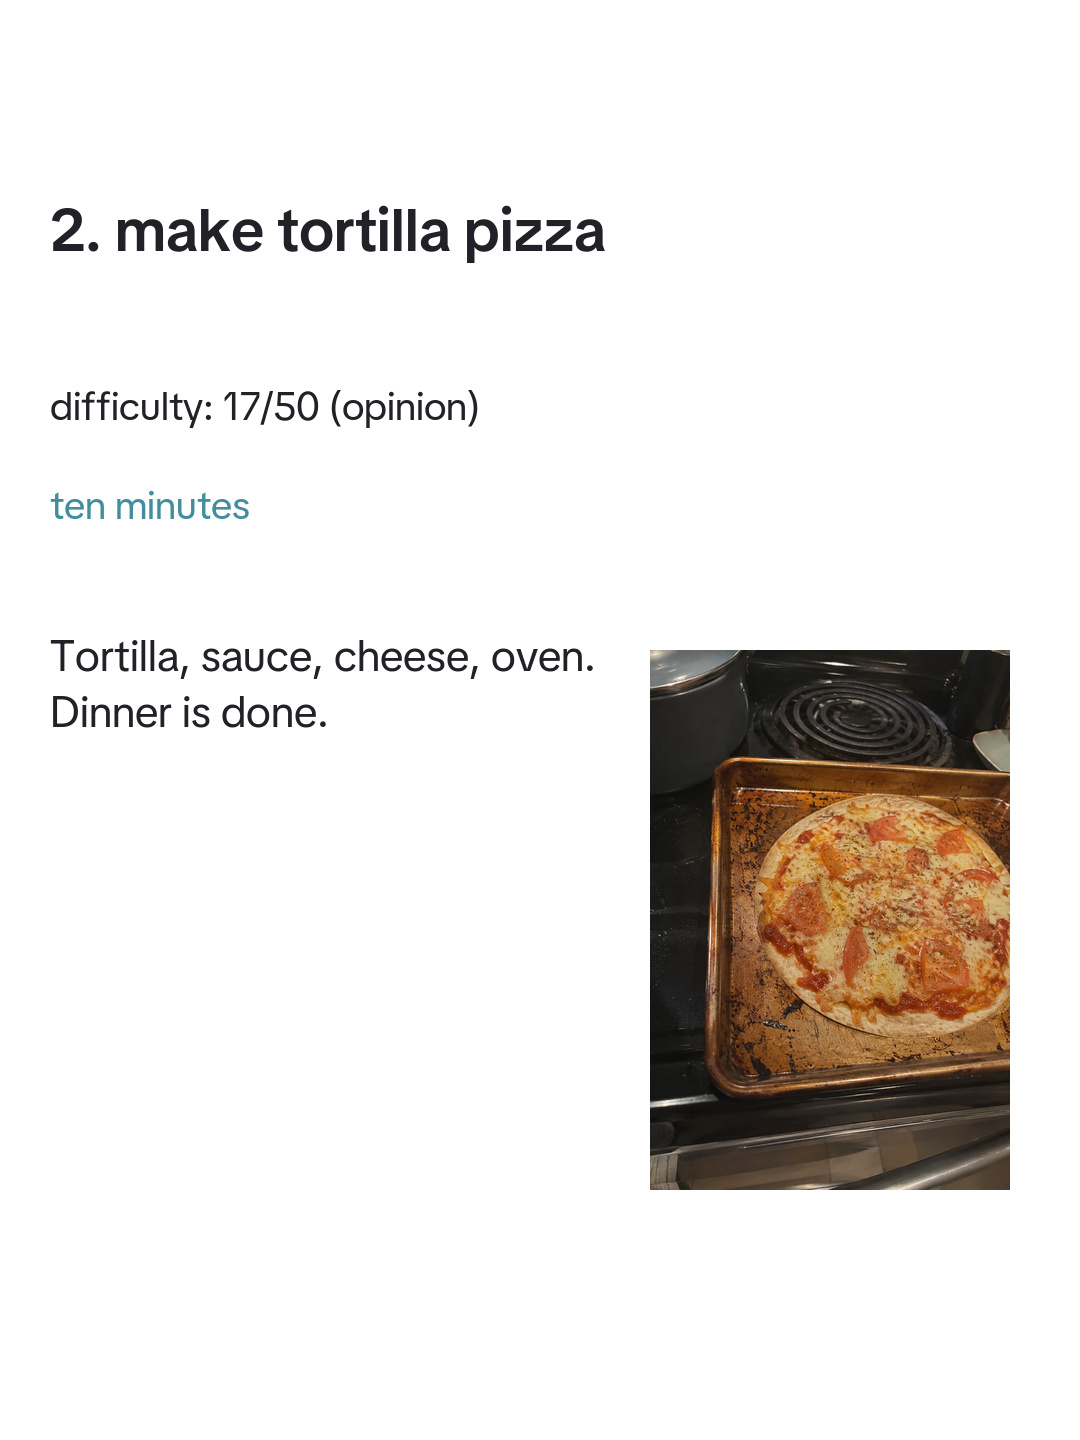 2. make tortilla pizza
difficulty: 17/50 (opinion)
ten minutes
Tortilla, sauce, cheese, oven.
Dinner is done.